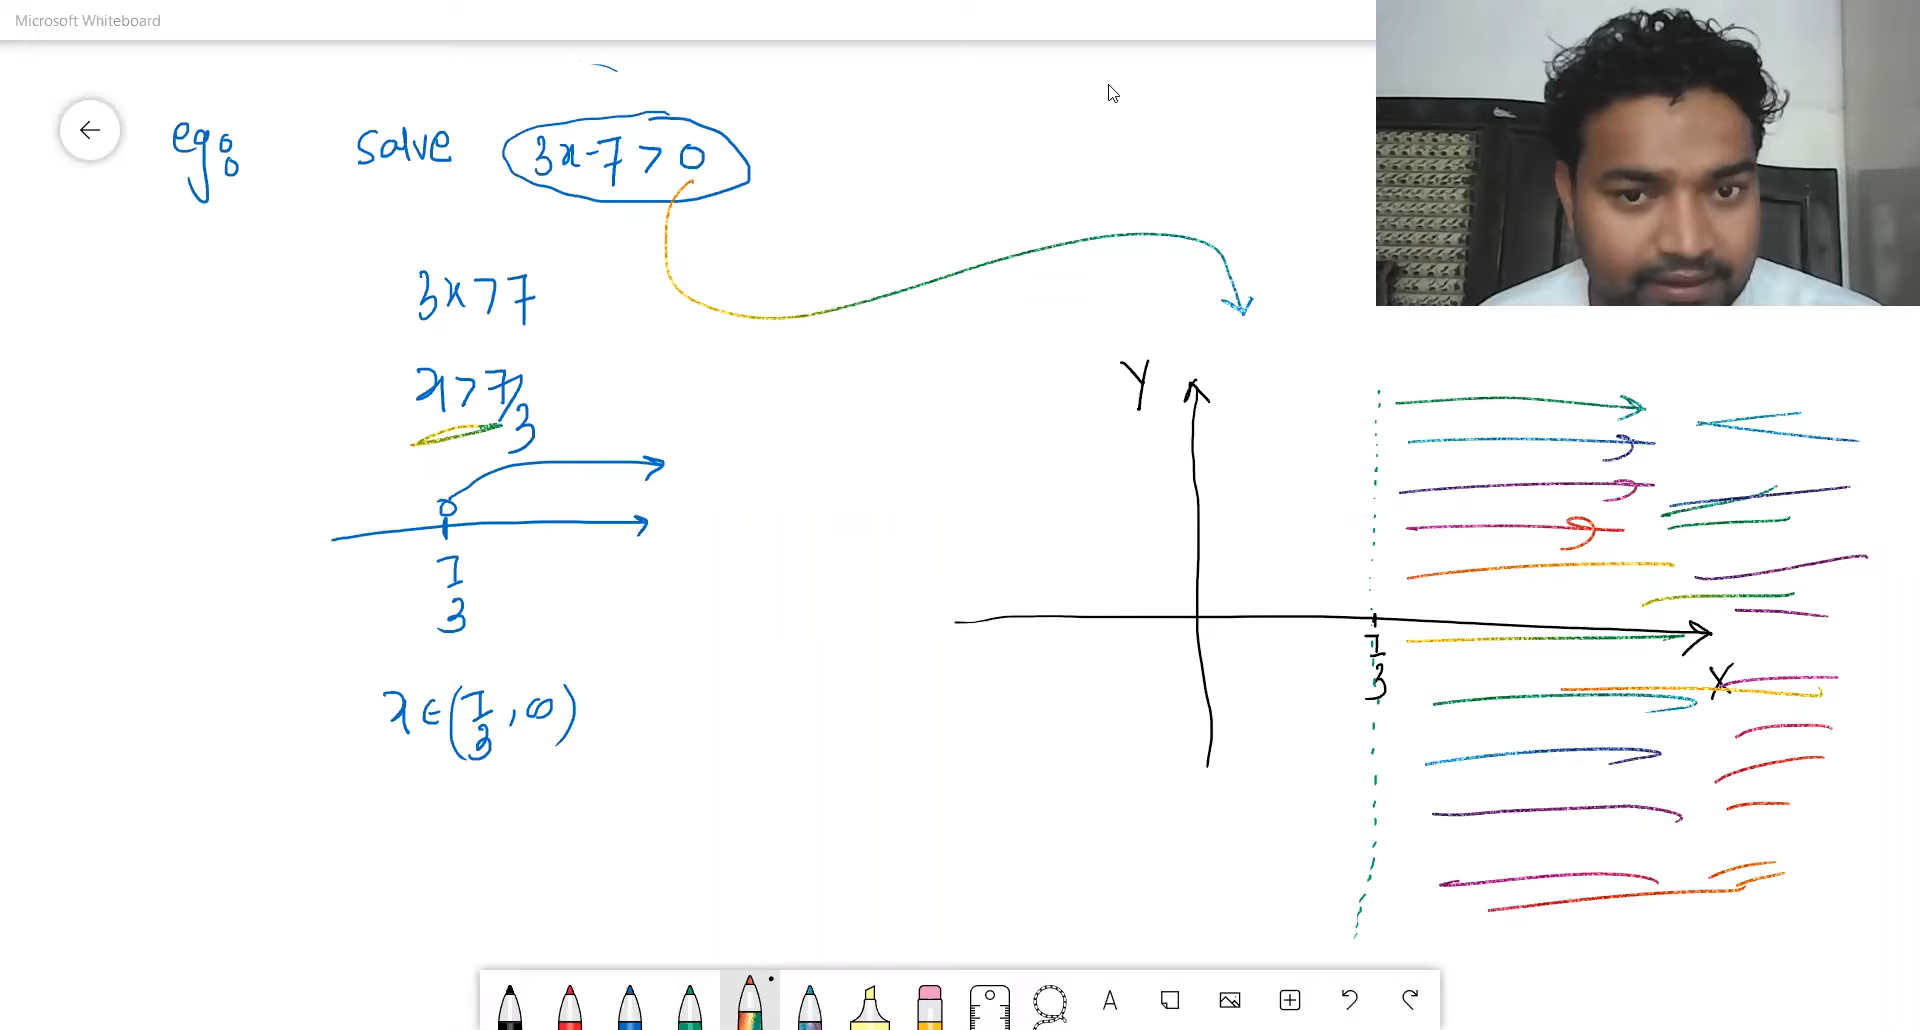 Microsoft Whiteboard
eg: solve 3x-7 > 0
3x > 7
x > 7/3
7
3
x ∈ (7/3, ∞)
Y
7
3
X
A